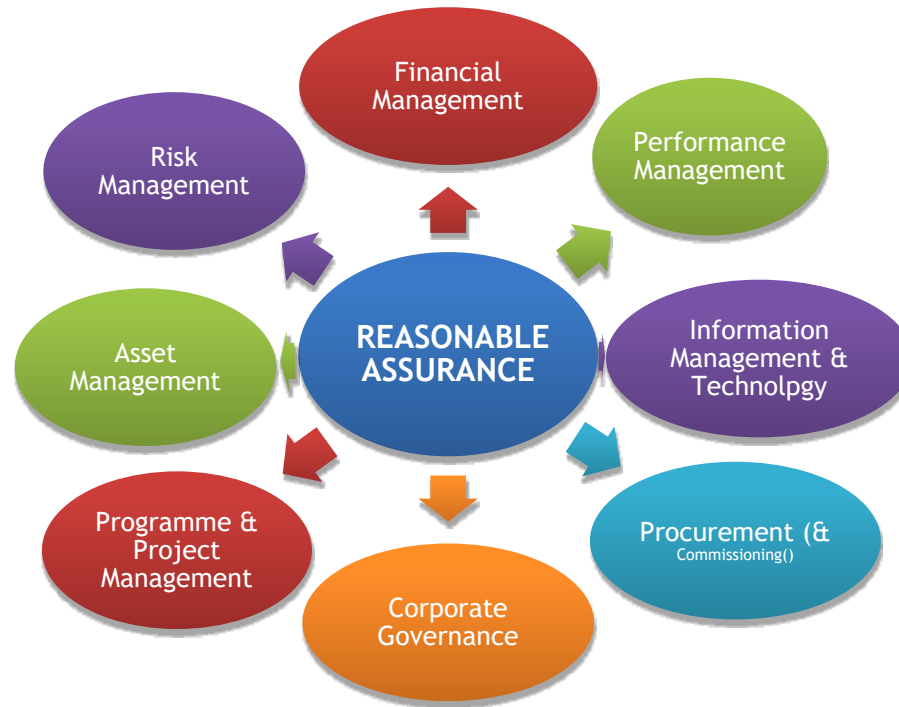 Financial
Management
Performance
Management
Risk
Management
REASONABLE
ASSURANCE
Information
Management &
Technolpgy
Asset
Management
Programme &
Project
Management
Procurement (&
Commissioning()
Corporate
Governance